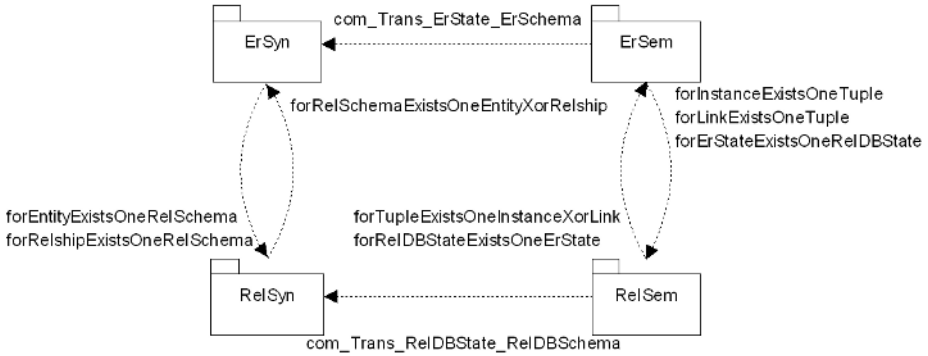 com_Trans_ErState_ErSchema
ErSyn
ErSem
forRelSchemaExistsOneEntityXorRelship
forInstanceExistsOneTuple
forLinkExistsOneTuple
forErStateExistsOneRelDBState
forEntityExistsOneRelSchema
forRelshipExistsOneRelSchema
forTupleExistsOneInstanceXorLink
forRelDBStateExistsOneErState
RelSyn
RelSem
com_Trans_RelDBState_RelDBSchema